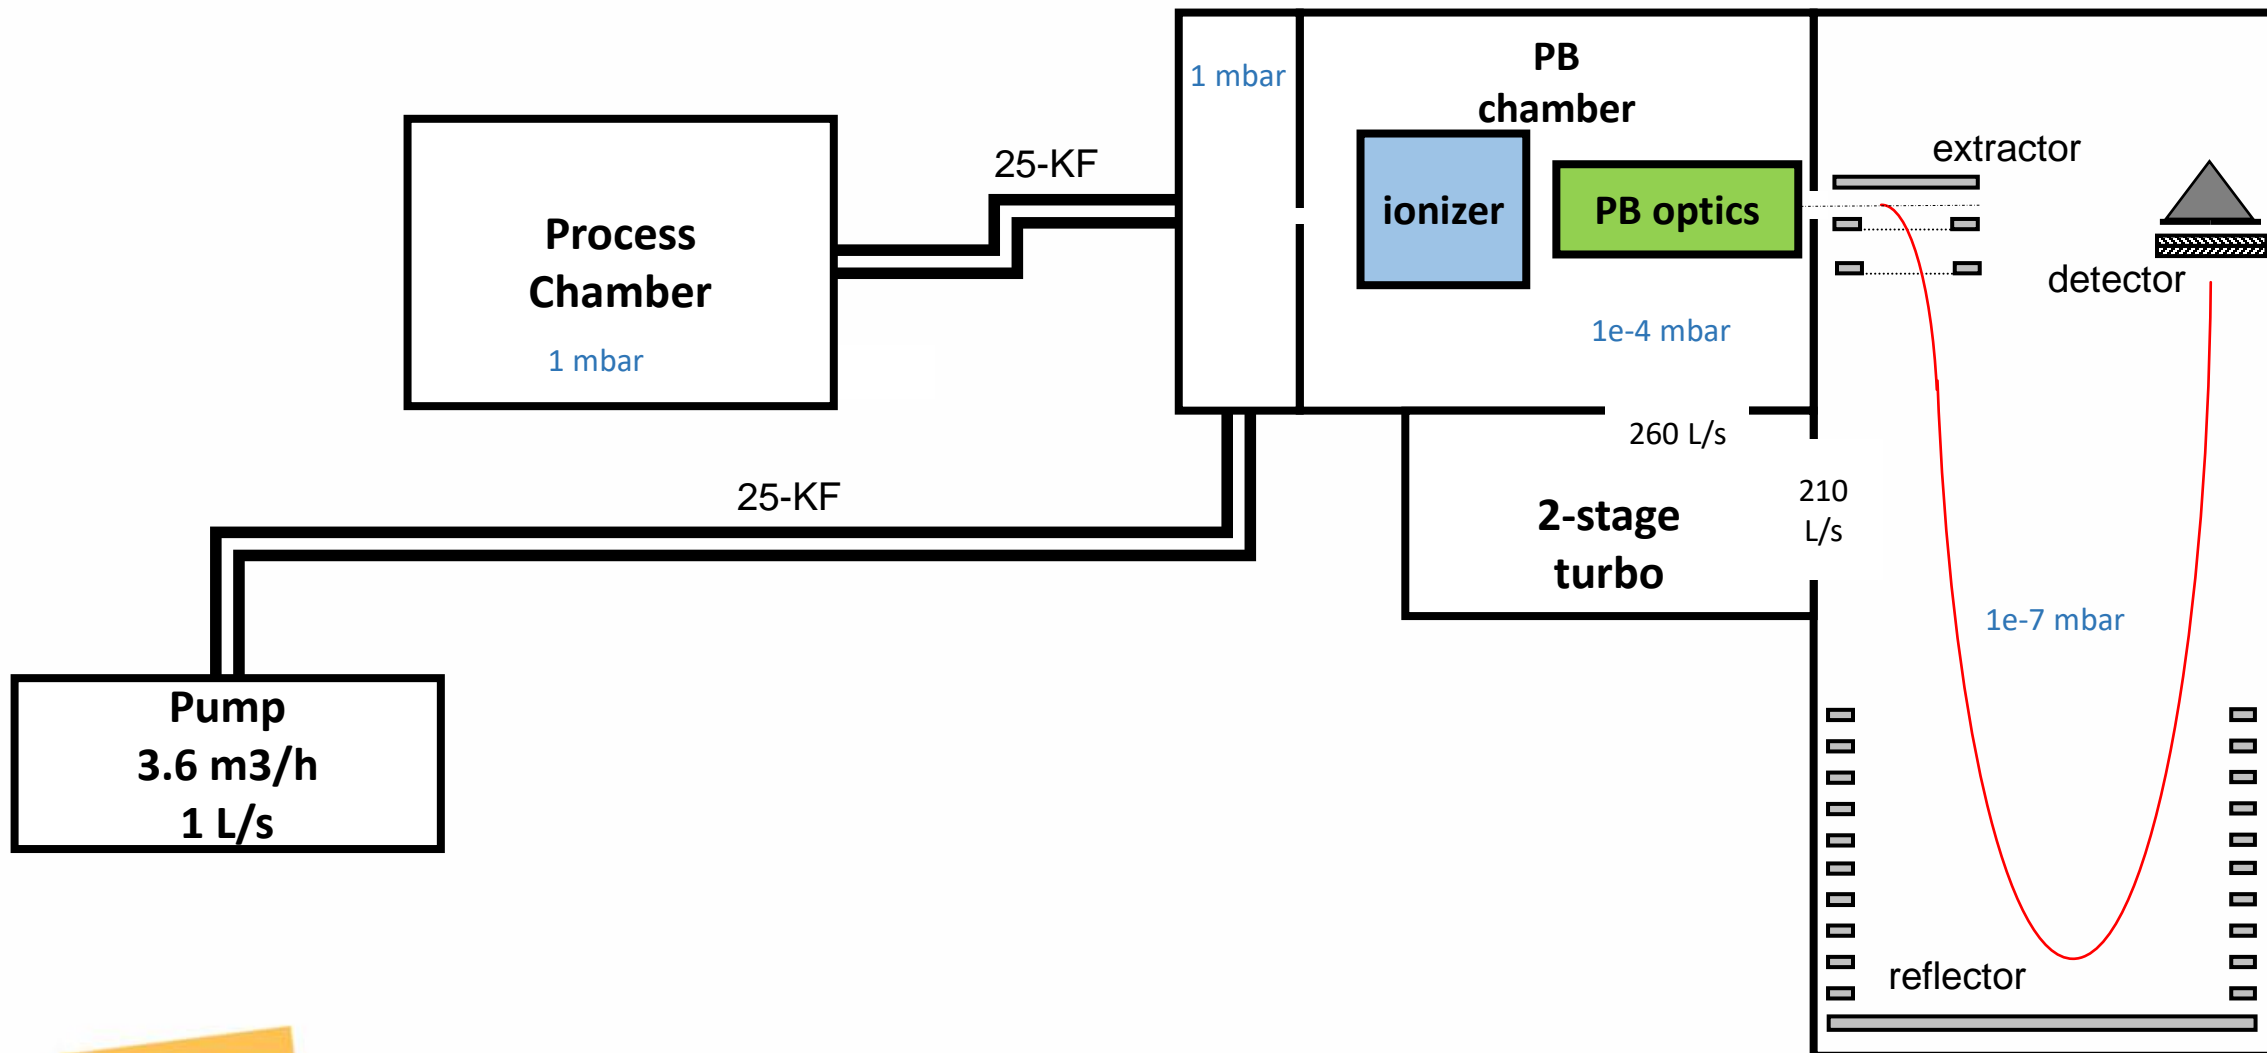 PB
chamber
1 mbar
extractor
25-KF
ionizer
PB optics
Process
Chamber
detector
1e-4 mbar
1 mbar
260 L/s
25-KF
210
L/s
2-stage
turbo
1e-7 mbar
Pump
3.6 m3/h
1 L/s
reflector